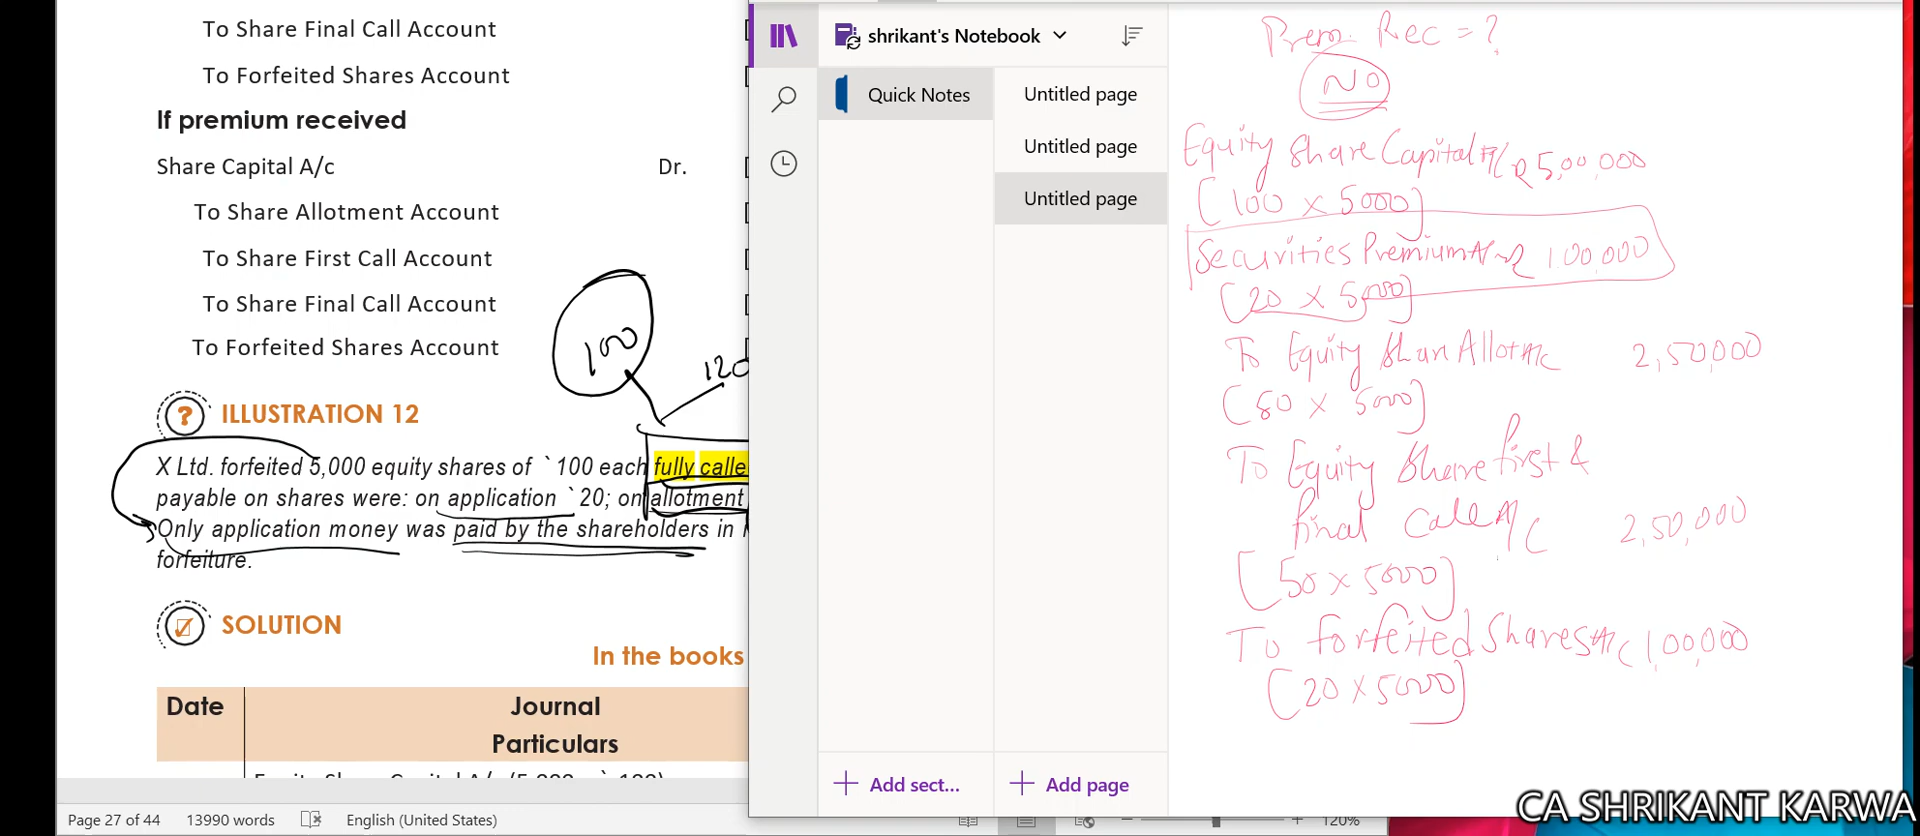 To Share Final Call Account
To Forfeited Shares Account
If premium received
Share Capital A/c Dr.
To Share Allotment Account
To Share First Call Account
To Share Final Call Account
To Forfeited Shares Account
100
120
? ILLUSTRATION 12
X Ltd. forfeited 5,000 equity shares of ` 100 each fully calle
payable on shares were: on application ` 20; on allotment
Only application money was paid by the shareholders in
forfeiture.
SOLUTION
In the books
Date Journal
Particulars
Equity Share Capital A/c (5,000 x ` 100)
Page 27 of 44 13990 words English (United States)
120%
shrikant's Notebook
Quick Notes
Untitled page
Untitled page
Untitled page
+ Add sect...
+ Add page
Prem. Rec = ?
NO
Equity Share Capital A/c 5,00,000
[100 x 5000]
Securities Premium A/c 1,00,000
[20 x 5000]
To Equity Share Allot A/c 2,50,000
[50 x 5000]
To Equity Share first &
final Call A/c 2,50,000
[50 x 5000]
To forfeited Shares A/c 1,00,000
[20 x 5000]
CA SHRIKANT KARWA